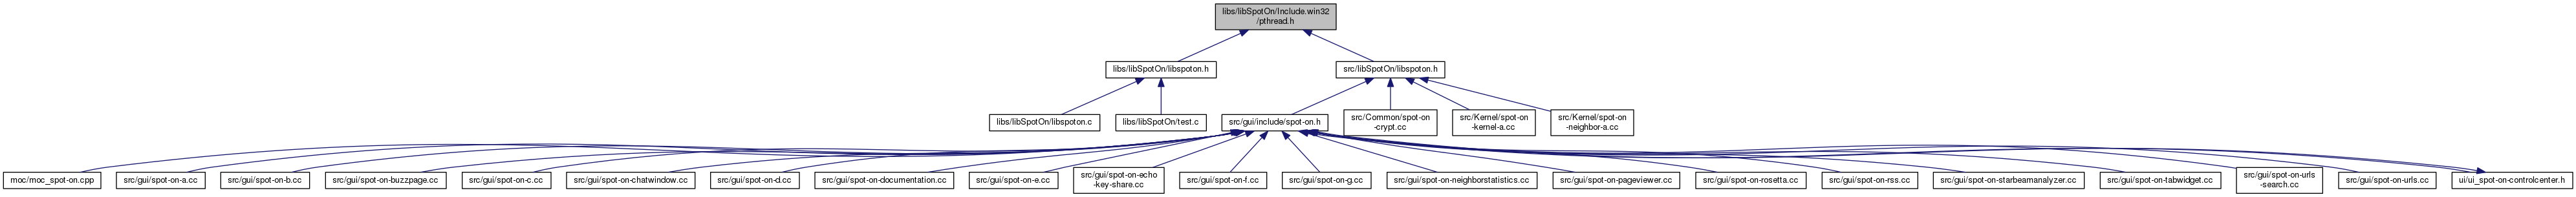 libs/libSpotOn/Include.win32
/pthread.h
libs/libSpotOn/libspoton.h
src/libSpotOn/libspoton.h
libs/libSpotOn/libspoton.c
libs/libSpotOn/test.c
src/gui/include/spot-on.h
src/Common/spot-on
-crypt.cc
src/Kernel/spot-on
-kernel-a.cc
src/Kernel/spot-on
-neighbor-a.cc
moc/moc_spot-on.cpp
src/gui/spot-on-a.cc
src/gui/spot-on-b.cc
src/gui/spot-on-buzzpage.cc
src/gui/spot-on-c.cc
src/gui/spot-on-chatwindow.cc
src/gui/spot-on-d.cc
src/gui/spot-on-documentation.cc
src/gui/spot-on-e.cc
src/gui/spot-on-echo
-key-share.cc
src/gui/spot-on-f.cc
src/gui/spot-on-g.cc
src/gui/spot-on-neighborstatistics.cc
src/gui/spot-on-pageviewer.cc
src/gui/spot-on-rosetta.cc
src/gui/spot-on-rss.cc
src/gui/spot-on-starbeamanalyzer.cc
src/gui/spot-on-tabwidget.cc
src/gui/spot-on-urls
-search.cc
src/gui/spot-on-urls.cc
ui/ui_spot-on-controlcenter.h